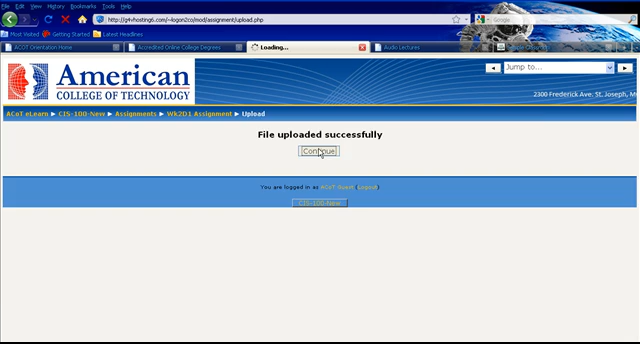 File Edit View History Bookmarks Tools Help
http://g4vhosting6.com/~logon2co/mod/assignment/upload.php
Google
Most Visited Getting Started Latest Headlines
ACOT Orientation Home Accredited Online College Degrees Loading... Audio Lectures
American
COLLEGE OF TECHNOLOGY
Jump to...
2300 Frederick Ave. St. Joseph, M
ACoT eLearn ► CIS-100-New ► Assignments ► Wk2D1 Assignment ► Upload
File uploaded successfully
Continue
You are logged in as ACoT Guest (Logout)
CIS-100-New